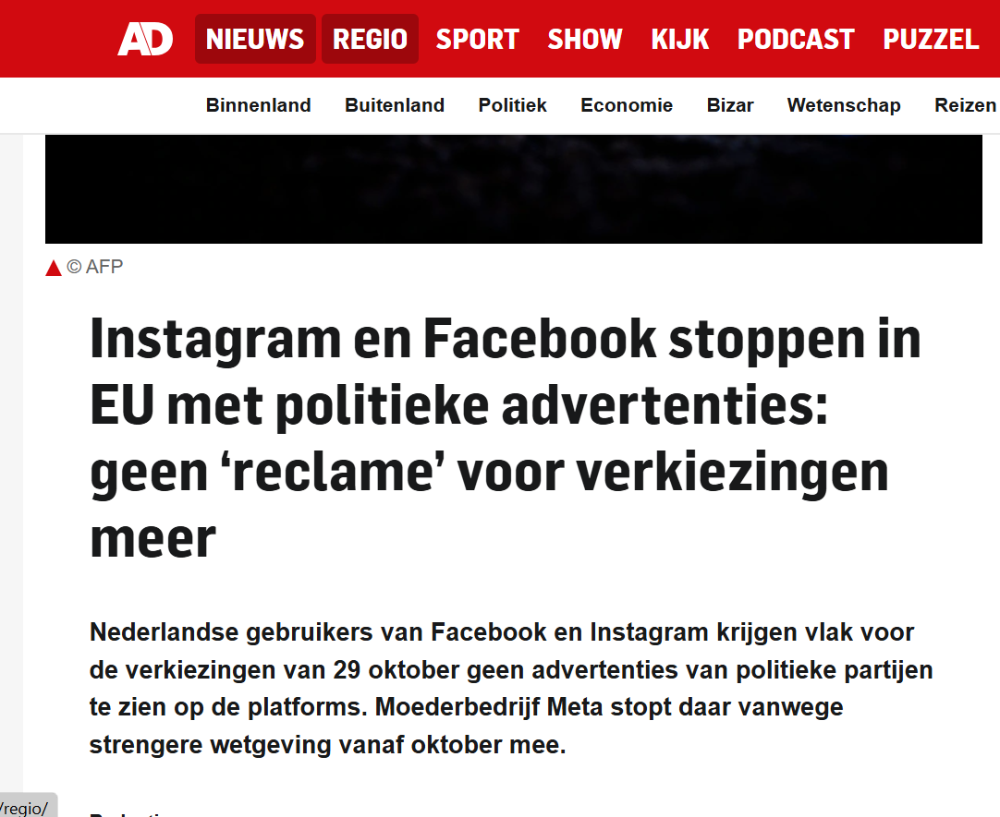 AD NIEUWS REGIO SPORT SHOW KIJK PODCAST PUZZEL
Binnenland Buitenland Politiek Economie Bizar Wetenschap Reizen
© AFP
Instagram en Facebook stoppen in
EU met politieke advertenties:
geen ‘reclame’ voor verkiezingen
meer
Nederlandse gebruikers van Facebook en Instagram krijgen vlak voor
de verkiezingen van 29 oktober geen advertenties van politieke partijen
te zien op de platforms. Moederbedrijf Meta stopt daar vanwege
strengere wetgeving vanaf oktober mee.
/regio/